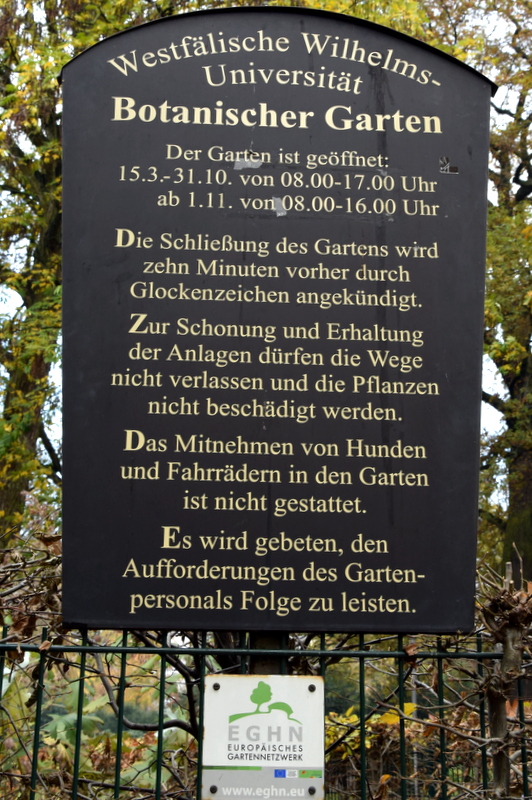 Westfälische Wilhelms-
Universität
Botanischer Garten
Der Garten ist geöffnet:
15.3.-31.10. von 08.00-17.00 Uhr
ab 1.11. von 08.00-16.00 Uhr
Die Schließung des Gartens wird
zehn Minuten vorher durch
Glockenzeichen angekündigt.
Zur Schonung und Erhaltung
der Anlagen dürfen die Wege
nicht verlassen und die Pflanzen
nicht beschädigt werden.
Das Mitnehmen von Hunden
und Fahrrädern in den Garten
ist nicht gestattet.
Es wird gebeten, den
Aufforderungen des Garten-
personals Folge zu leisten.
EGHN
EUROPÄISCHES
GARTENNETZWERK
www.eghn.eu